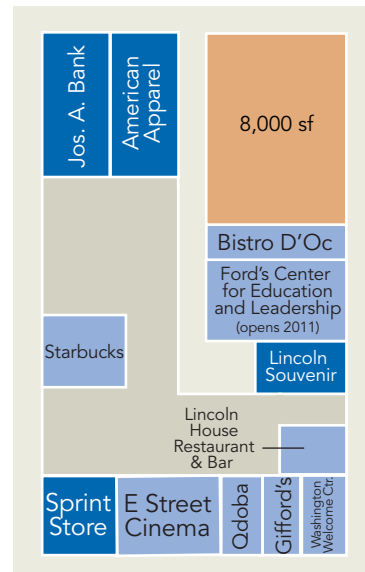 Jos. A. Bank
American
Apparel
8,000 sf
Bistro D'Oc
Ford's Center
for Education
and Leadership
(opens 2011)
Starbucks
Lincoln
Souvenir
Lincoln
House
Restaurant
& Bar
Sprint
Store
E Street
Cinema
Qdoba
Gifford's
Washington
Welcome Ctr.